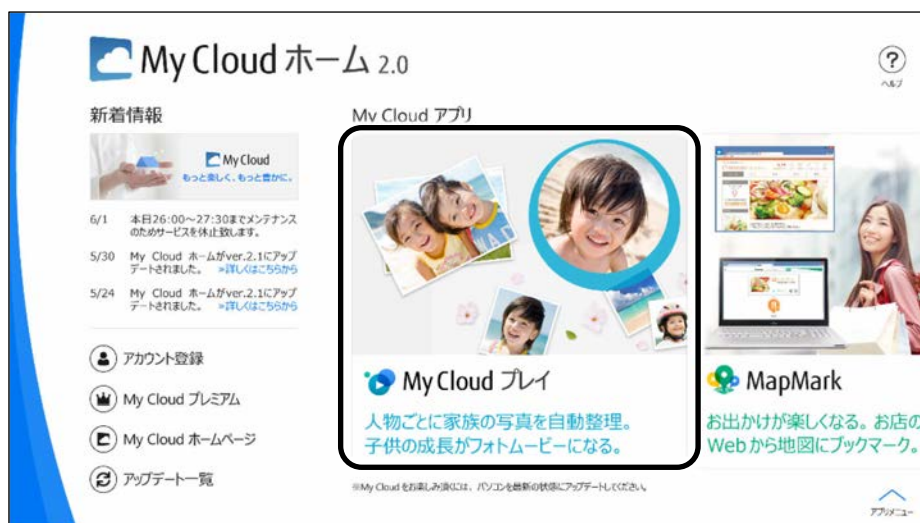 My Cloud ホーム 2.0
?
ヘルプ
新着情報
My Cloud
もっと楽しく、もっと豊かに。
6/1 本日26:00～27:30までメンテナンス
のためサービスを休止致します。
5/30 My Cloud ホームがver.2.1にアップ
デートされました。 »詳しくはこちらから
5/24 My Cloud ホームがver.2.1にアップ
デートされました。 »詳しくはこちらから
アカウント登録
My Cloud プレミアム
My Cloud ホームページ
アップデート一覧
My Cloud アプリ
My Cloud プレイ
人物ごとに家族の写真を自動整理。
子供の成長がフォトムービーになる。
MapMark
お出かけが楽しくなる。お店の
Webから地図にブックマーク。
※My Cloud をお楽しみ頂くには、パソコンを最新の状態にアップデートしてください。
アプリメニュー